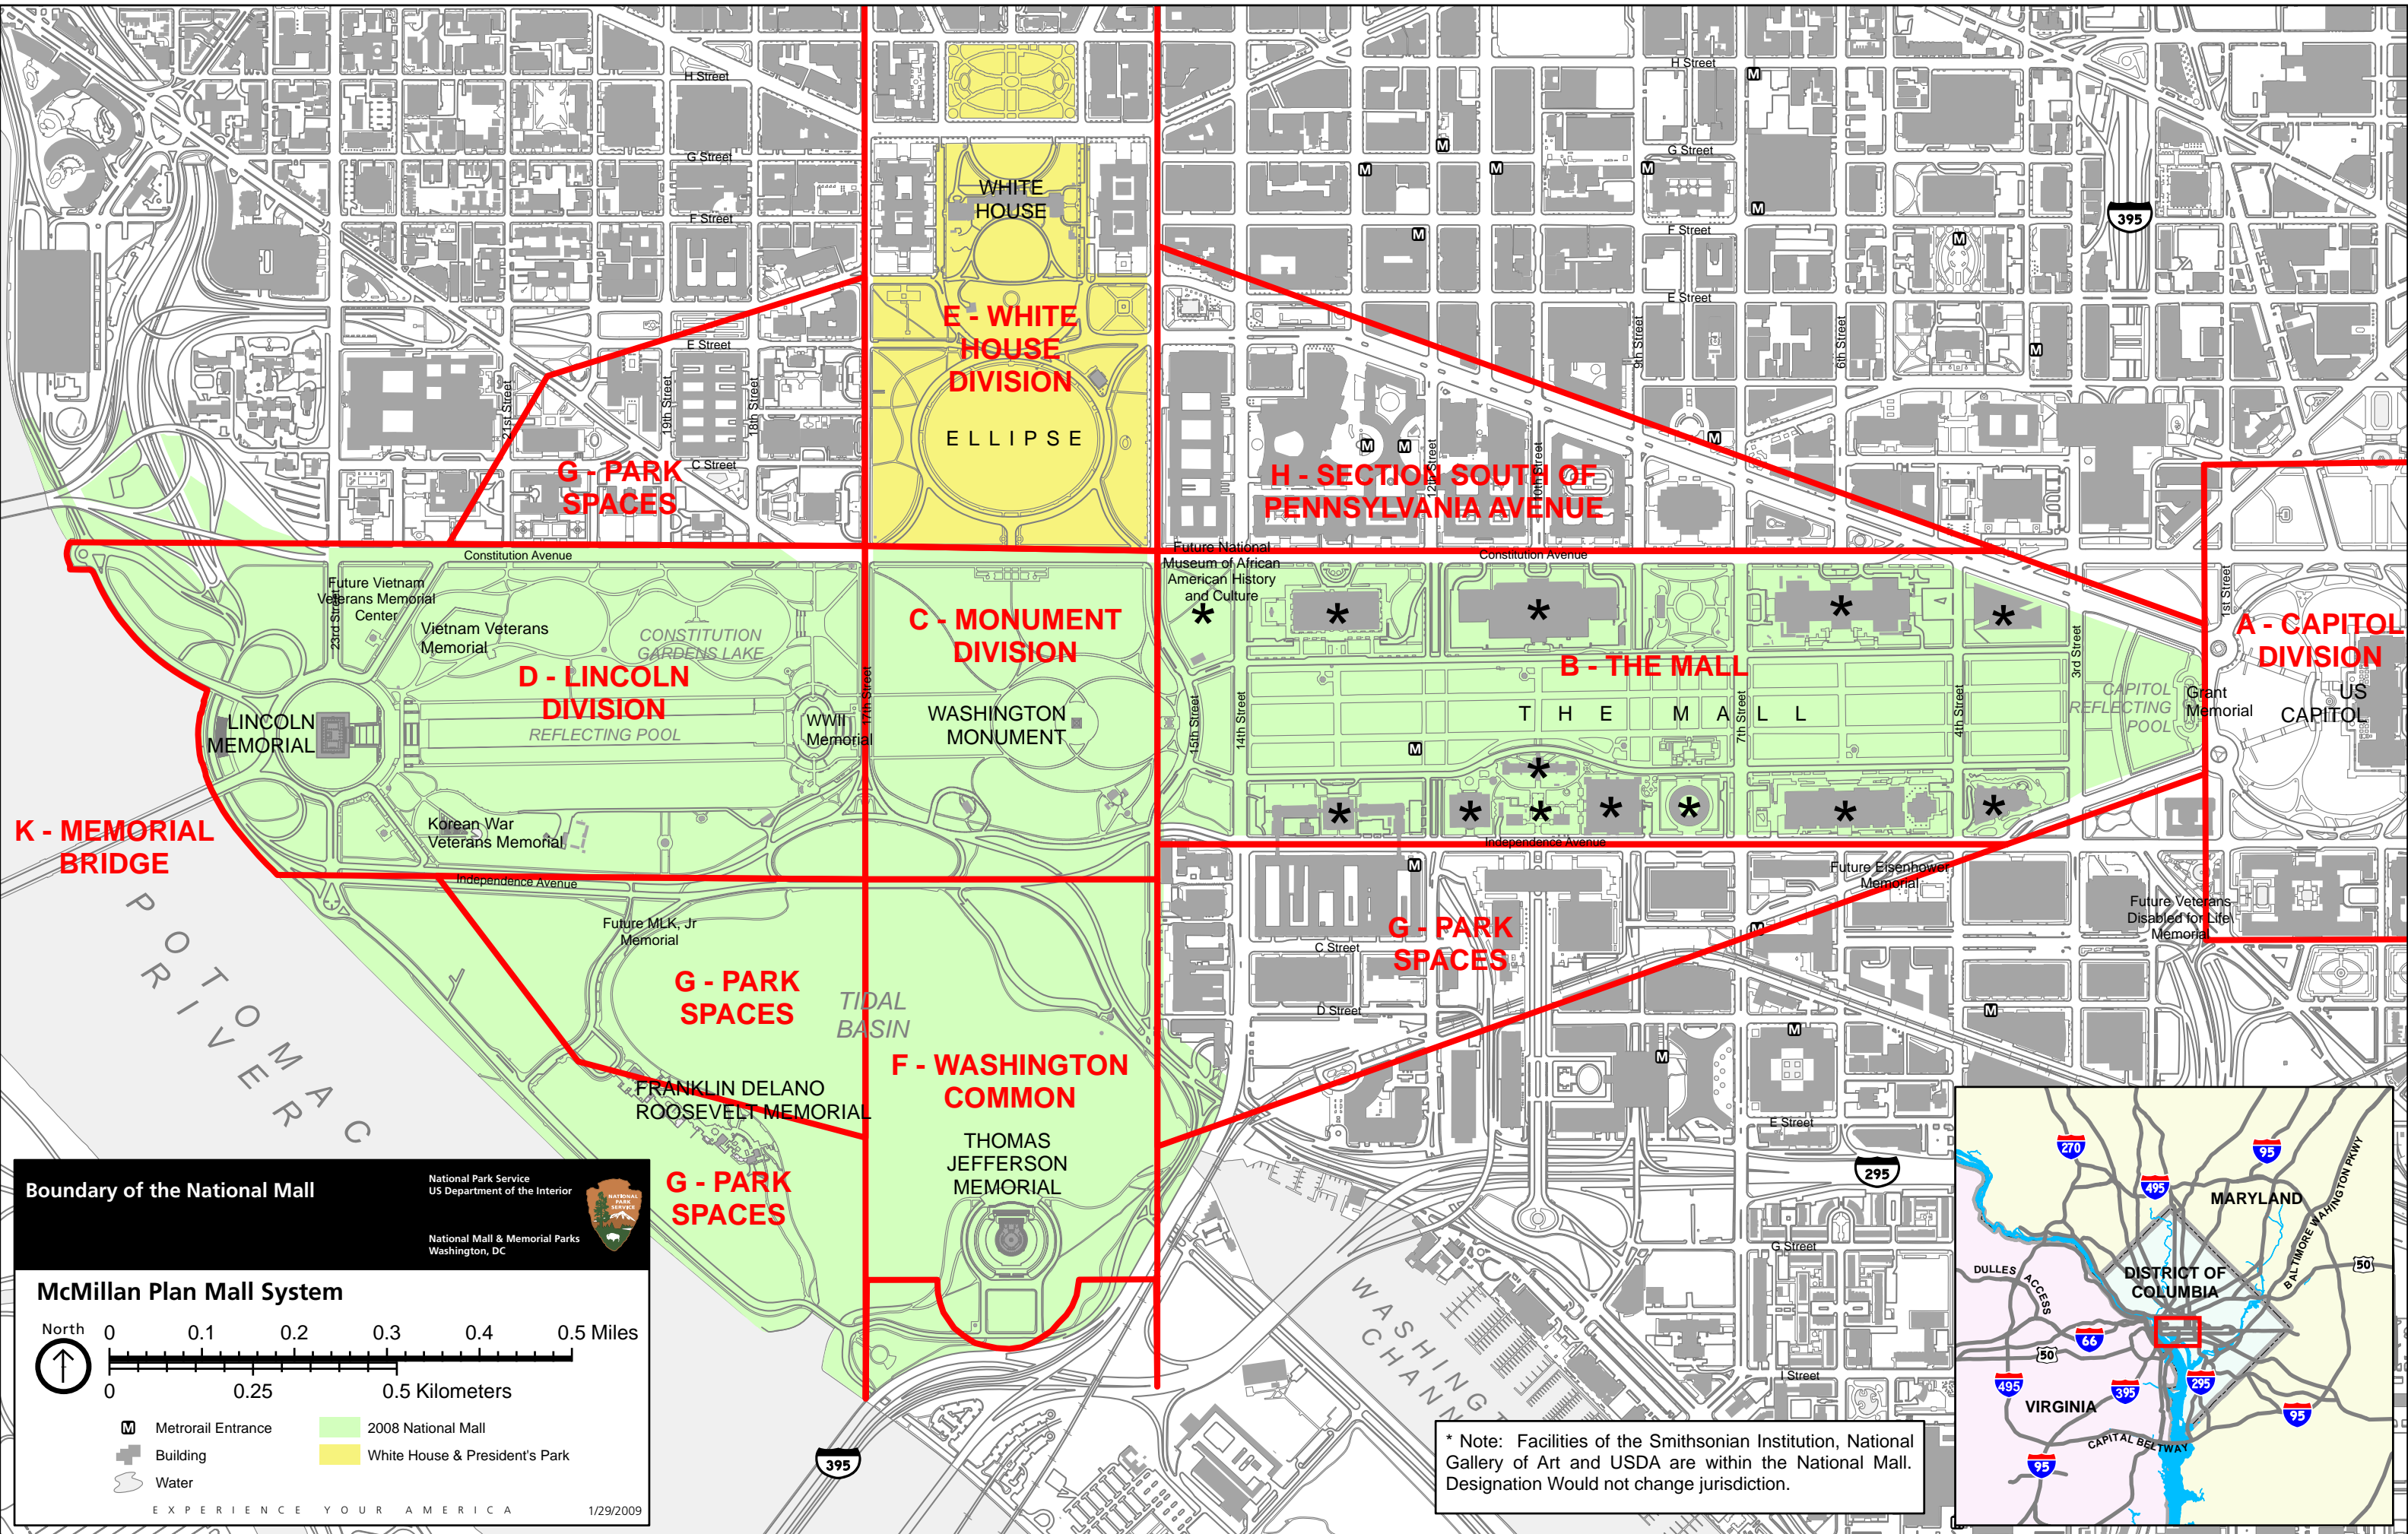 H Street
H Street
G Street
G Street
WHITE
HOUSE
F Street
F Street
395
E Street
E Street
E - WHITE
HOUSE
DIVISION
9th Street
6th Street
21st Street
19th Street
18th Street
ELLIPSE
C Street
G - PARK
SPACES
12th Street
10th Street
H - SECTION SOUTH OF
PENNSYLVANIA AVENUE
Constitution Avenue
Constitution Avenue
Future National
Museum of African
American History
and Culture
*
*
*
*
*
Future Vietnam
Veterans Memorial
Center
23rd Street
Vietnam Veterans
Memorial
CONSTITUTION
GARDENS LAKE
D - LINCOLN
DIVISION
C - MONUMENT
DIVISION
B - THE MALL
1st Street
3rd Street
A - CAPITOL
DIVISION
LINCOLN
MEMORIAL
REFLECTING POOL
WWII
Memorial
17th Street
WASHINGTON
MONUMENT
15th Street
14th Street
THE MALL
7th Street
4th Street
CAPITOL
REFLECTING
POOL
Grant
Memorial
US
CAPITOL
*
*
*
*
*
*
*
*
K - MEMORIAL
BRIDGE
Korean War
Veterans Memorial
Independence Avenue
Independence Avenue
Future Eisenhower
Memorial
Future Veterans
Disabled for Life
Memorial
POTOMAC
RIVER
Future MLK, Jr
Memorial
G - PARK
SPACES
C Street
G - PARK
SPACES
TIDAL
BASIN
D Street
F - WASHINGTON
COMMON
FRANKLIN DELANO
ROOSEVELT MEMORIAL
THOMAS
JEFFERSON
MEMORIAL
E Street
G - PARK
SPACES
295
G Street
I Street
WASHINGT
CHANN
395
Boundary of the National Mall
National Park Service
US Department of the Interior
National Mall & Memorial Parks
Washington, DC
NATIONAL
PARK
SERVICE
McMillan Plan Mall System
North
0 0.1 0.2 0.3 0.4 0.5 Miles
0 0.25 0.5 Kilometers
M Metrorail Entrance
Building
Water
2008 National Mall
White House & President's Park
EXPERIENCE YOUR AMERICA
1/29/2009
* Note: Facilities of the Smithsonian Institution, National
Gallery of Art and USDA are within the National Mall.
Designation Would not change jurisdiction.
270
95
495
MARYLAND
BALTIMORE WAHINGTON PKWY
50
DULLES ACCESS
DISTRICT OF
COLUMBIA
66
50
495
395
295
VIRGINIA
95
CAPITAL BELTWAY
95